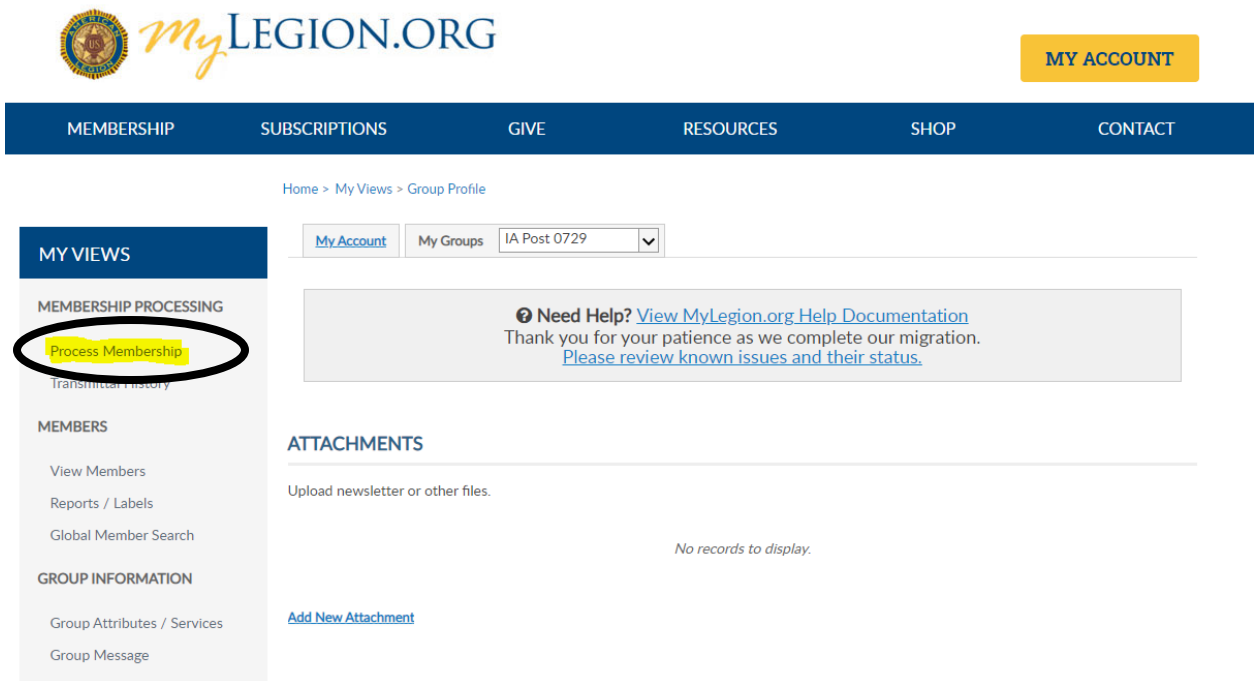 MyLEGION.ORG
MY ACCOUNT
MEMBERSHIP SUBSCRIPTIONS GIVE RESOURCES SHOP CONTACT
Home > My Views > Group Profile
MY VIEWS
MEMBERSHIP PROCESSING
Process Membership
Transmittal History
MEMBERS
View Members
Reports / Labels
Global Member Search
GROUP INFORMATION
Group Attributes / Services
Group Message
My Account My Groups IA Post 0729
Need Help? View MyLegion.org Help Documentation
Thank you for your patience as we complete our migration.
Please review known issues and their status.
ATTACHMENTS
Upload newsletter or other files.
No records to display.
Add New Attachment